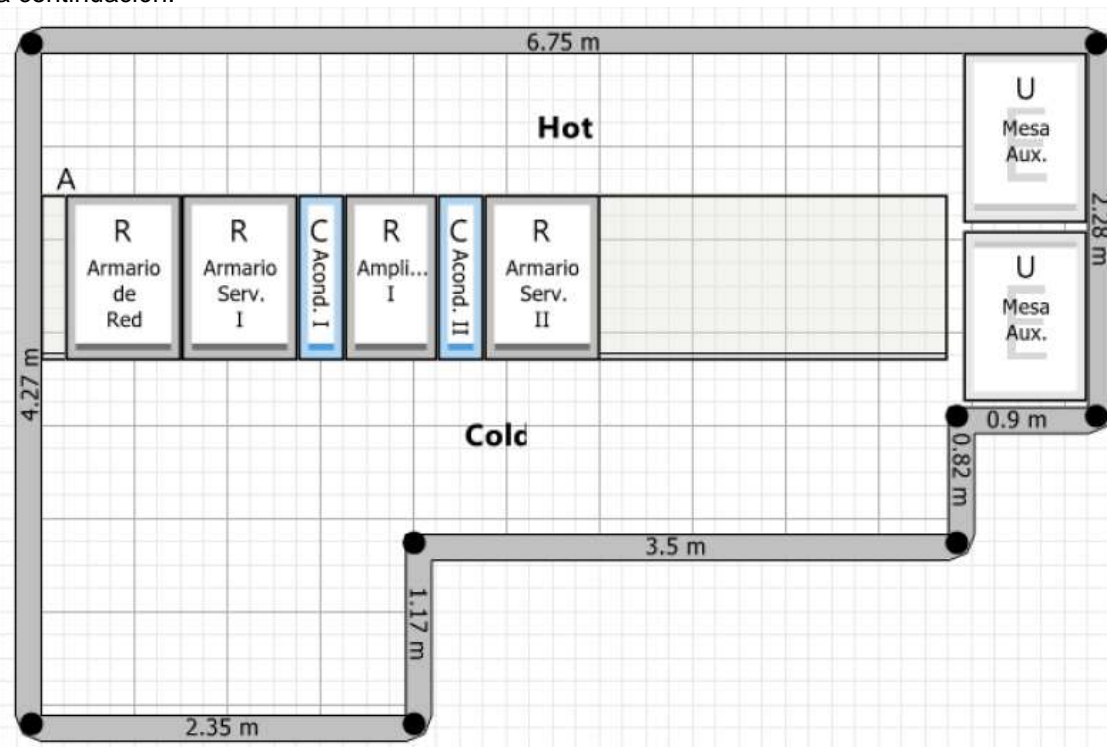 a continuación.
6.75 m
Hot
U
Mesa
Aux.
2.28 m
A
R
Armario
de
Red
R
Armario
Serv.
I
C
Acond. I
R
Ampli...
I
C
Acond. II
R
Armario
Serv.
II
U
Mesa
Aux.
4.27 m
Cold
0.9 m
0.82 m
3.5 m
1.17 m
2.35 m